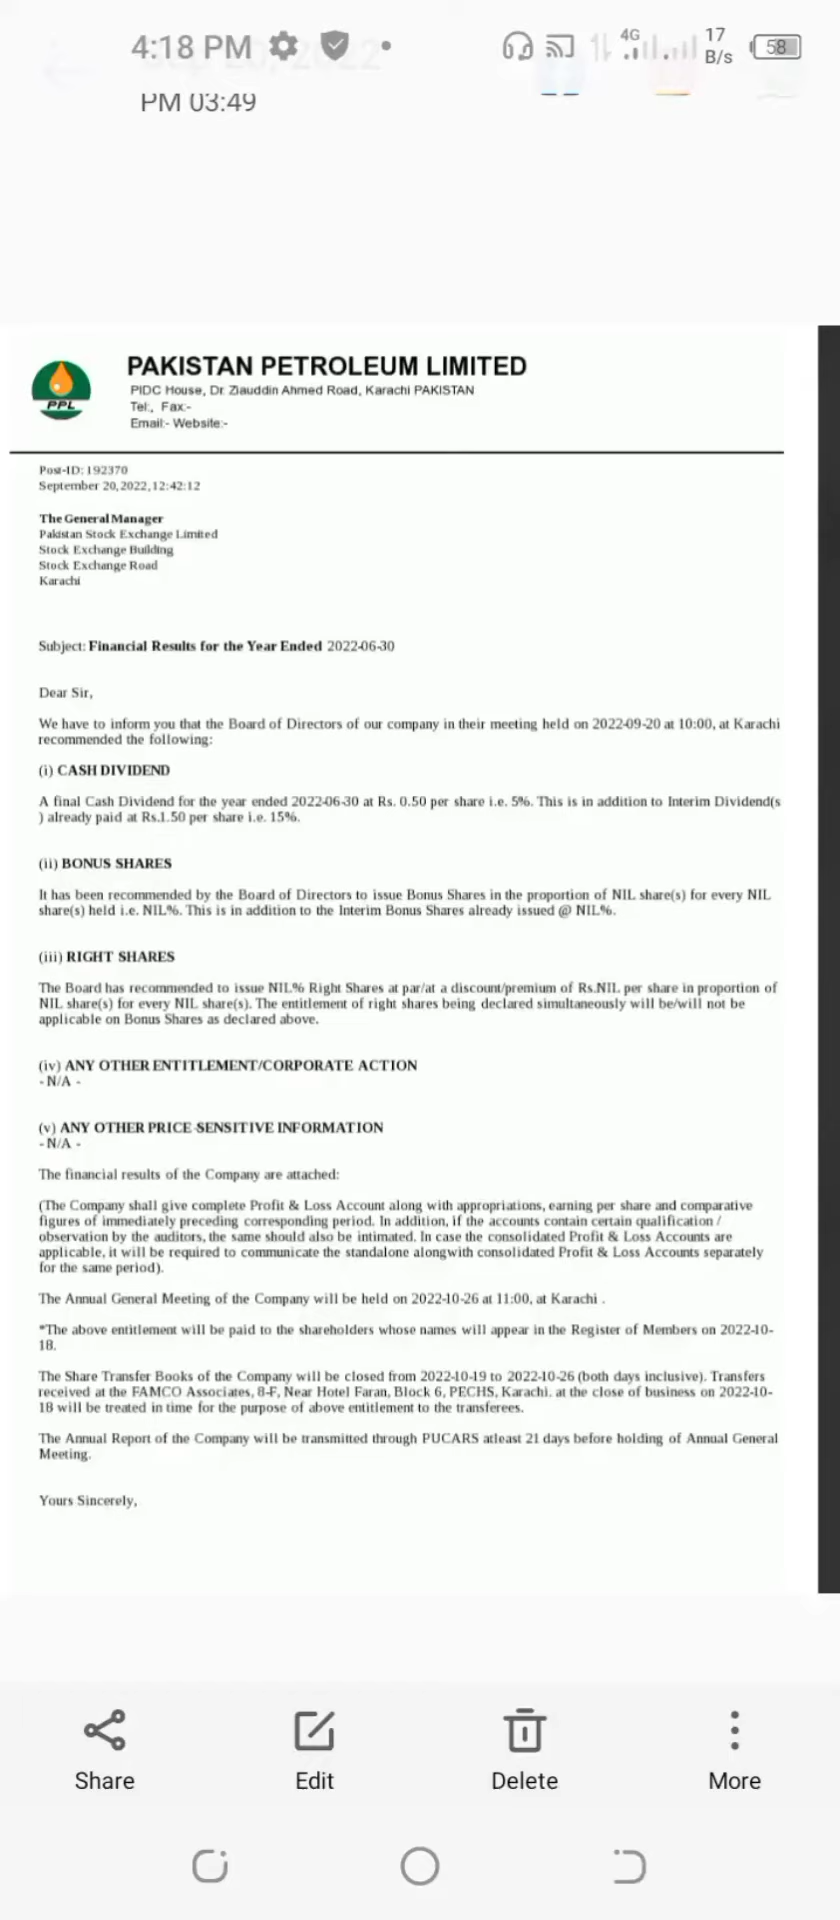 4:18 PM
4G
17
B/s
58
PM 03:49
PAKISTAN PETROLEUM LIMITED
PIDC House, Dr. Ziauddin Ahmed Road, Karachi PAKISTAN
Tel:, Fax:-
Email:- Website:-
PPL
Post-ID: 192370
September 20, 2022, 12:42:12
The General Manager
Pakistan Stock Exchange Limited
Stock Exchange Building
Stock Exchange Road
Karachi
Subject: Financial Results for the Year Ended 2022-06-30
Dear Sir,
We have to inform you that the Board of Directors of our company in their meeting held on 2022-09-20 at 10:00, at Karachi
recommended the following:
(i) CASH DIVIDEND
A final Cash Dividend for the year ended 2022-06-30 at Rs. 0.50 per share i.e. 5%. This is in addition to Interim Dividend(s
) already paid at Rs.1.50 per share i.e. 15%.
(ii) BONUS SHARES
It has been recommended by the Board of Directors to issue Bonus Shares in the proportion of NIL share(s) for every NIL
share(s) held i.e. NIL%. This is in addition to the Interim Bonus Shares already issued @ NIL%.
(iii) RIGHT SHARES
The Board has recommended to issue NIL% Right Shares at par/at a discount/premium of Rs.NIL per share in proportion of
NIL share(s) for every NIL share(s). The entitlement of right shares being declared simultaneously will be/will not be
applicable on Bonus Shares as declared above.
(iv) ANY OTHER ENTITLEMENT/CORPORATE ACTION
- N/A -
(v) ANY OTHER PRICE-SENSITIVE INFORMATION
- N/A -
The financial results of the Company are attached:
(The Company shall give complete Profit & Loss Account along with appropriations, earning per share and comparative
figures of immediately preceding corresponding period. In addition, if the accounts contain certain qualification /
observation by the auditors, the same should also be intimated. In case the consolidated Profit & Loss Accounts are
applicable, it will be required to communicate the standalone alongwith consolidated Profit & Loss Accounts separately
for the same period).
The Annual General Meeting of the Company will be held on 2022-10-26 at 11:00, at Karachi .
*The above entitlement will be paid to the shareholders whose names will appear in the Register of Members on 2022-10-
18.
The Share Transfer Books of the Company will be closed from 2022-10-19 to 2022-10-26 (both days inclusive). Transfers
received at the FAMCO Associates, 8-F, Near Hotel Faran, Block 6, PECHS, Karachi. at the close of business on 2022-10-
18 will be treated in time for the purpose of above entitlement to the transferees.
The Annual Report of the Company will be transmitted through PUCARS atleast 21 days before holding of Annual General
Meeting.
Yours Sincerely,
Share
Edit
Delete
More